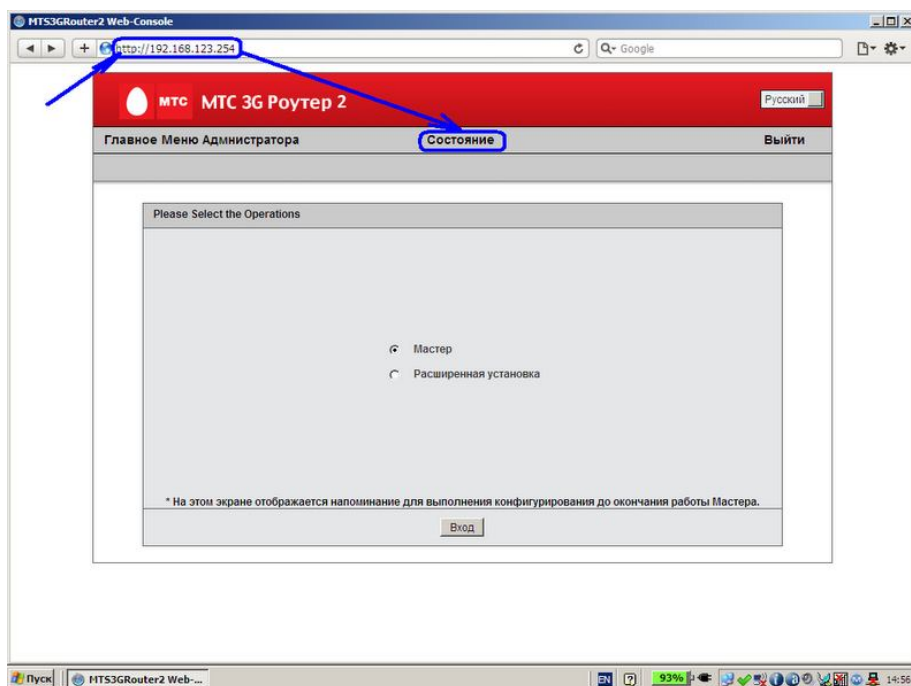 MTS3GRouter2 Web-Console
http://192.168.123.254
Google
МТС МТС 3G Роутер 2
Русский
Главное Меню Адмнистратора Состояние Выйти
Please Select the Operations
Мастер
Расширенная установка
* На этом экране отображается напоминание для выполнения конфигурирования до окончания работы Мастера.
Вход
Пуск MTS3GRouter2 Web-... EN 93% 14:56